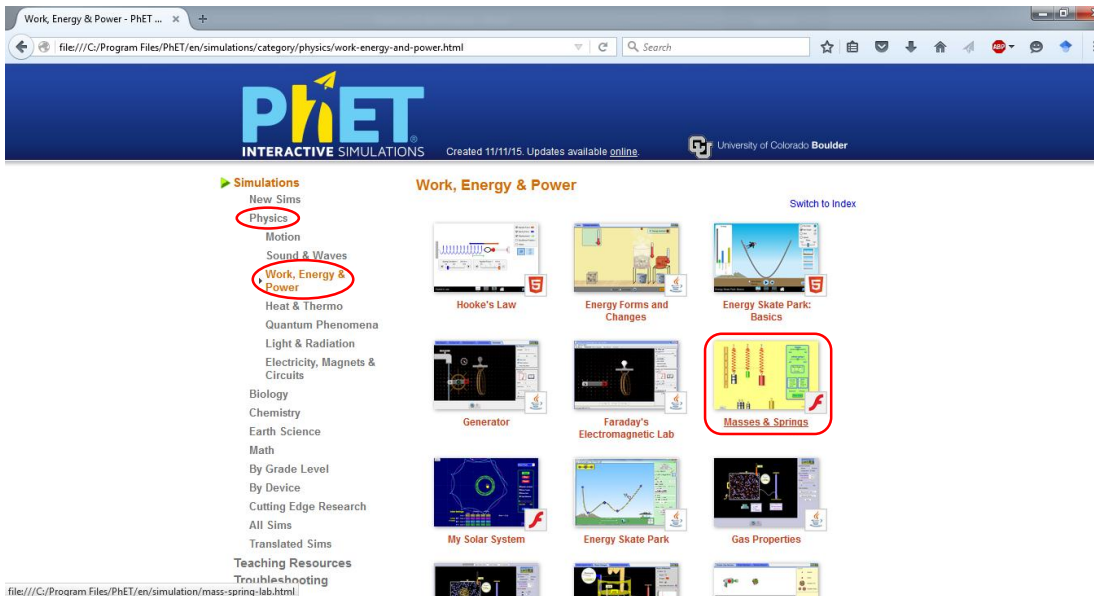 Work, Energy & Power - PhET ...
file:///C:/Program Files/PhET/en/simulations/category/physics/work-energy-and-power.html
Search
ABP
PhET
INTERACTIVE SIMULATIONS
Created 11/11/15. Updates available online.
CU
University of Colorado Boulder
Simulations
New Sims
Physics
Motion
Sound & Waves
Work, Energy &
Power
Heat & Thermo
Quantum Phenomena
Light & Radiation
Electricity, Magnets &
Circuits
Biology
Chemistry
Earth Science
Math
By Grade Level
By Device
Cutting Edge Research
All Sims
Translated Sims
Teaching Resources
Troubleshooting
Work, Energy & Power
Switch to Index
Hooke's Law
Energy Forms and
Changes
Energy Skate Park:
Basics
Generator
Faraday's
Electromagnetic Lab
Masses & Springs
My Solar System
Energy Skate Park
Gas Properties
file:///C:/Program Files/PhET/en/simulation/mass-spring-lab.html